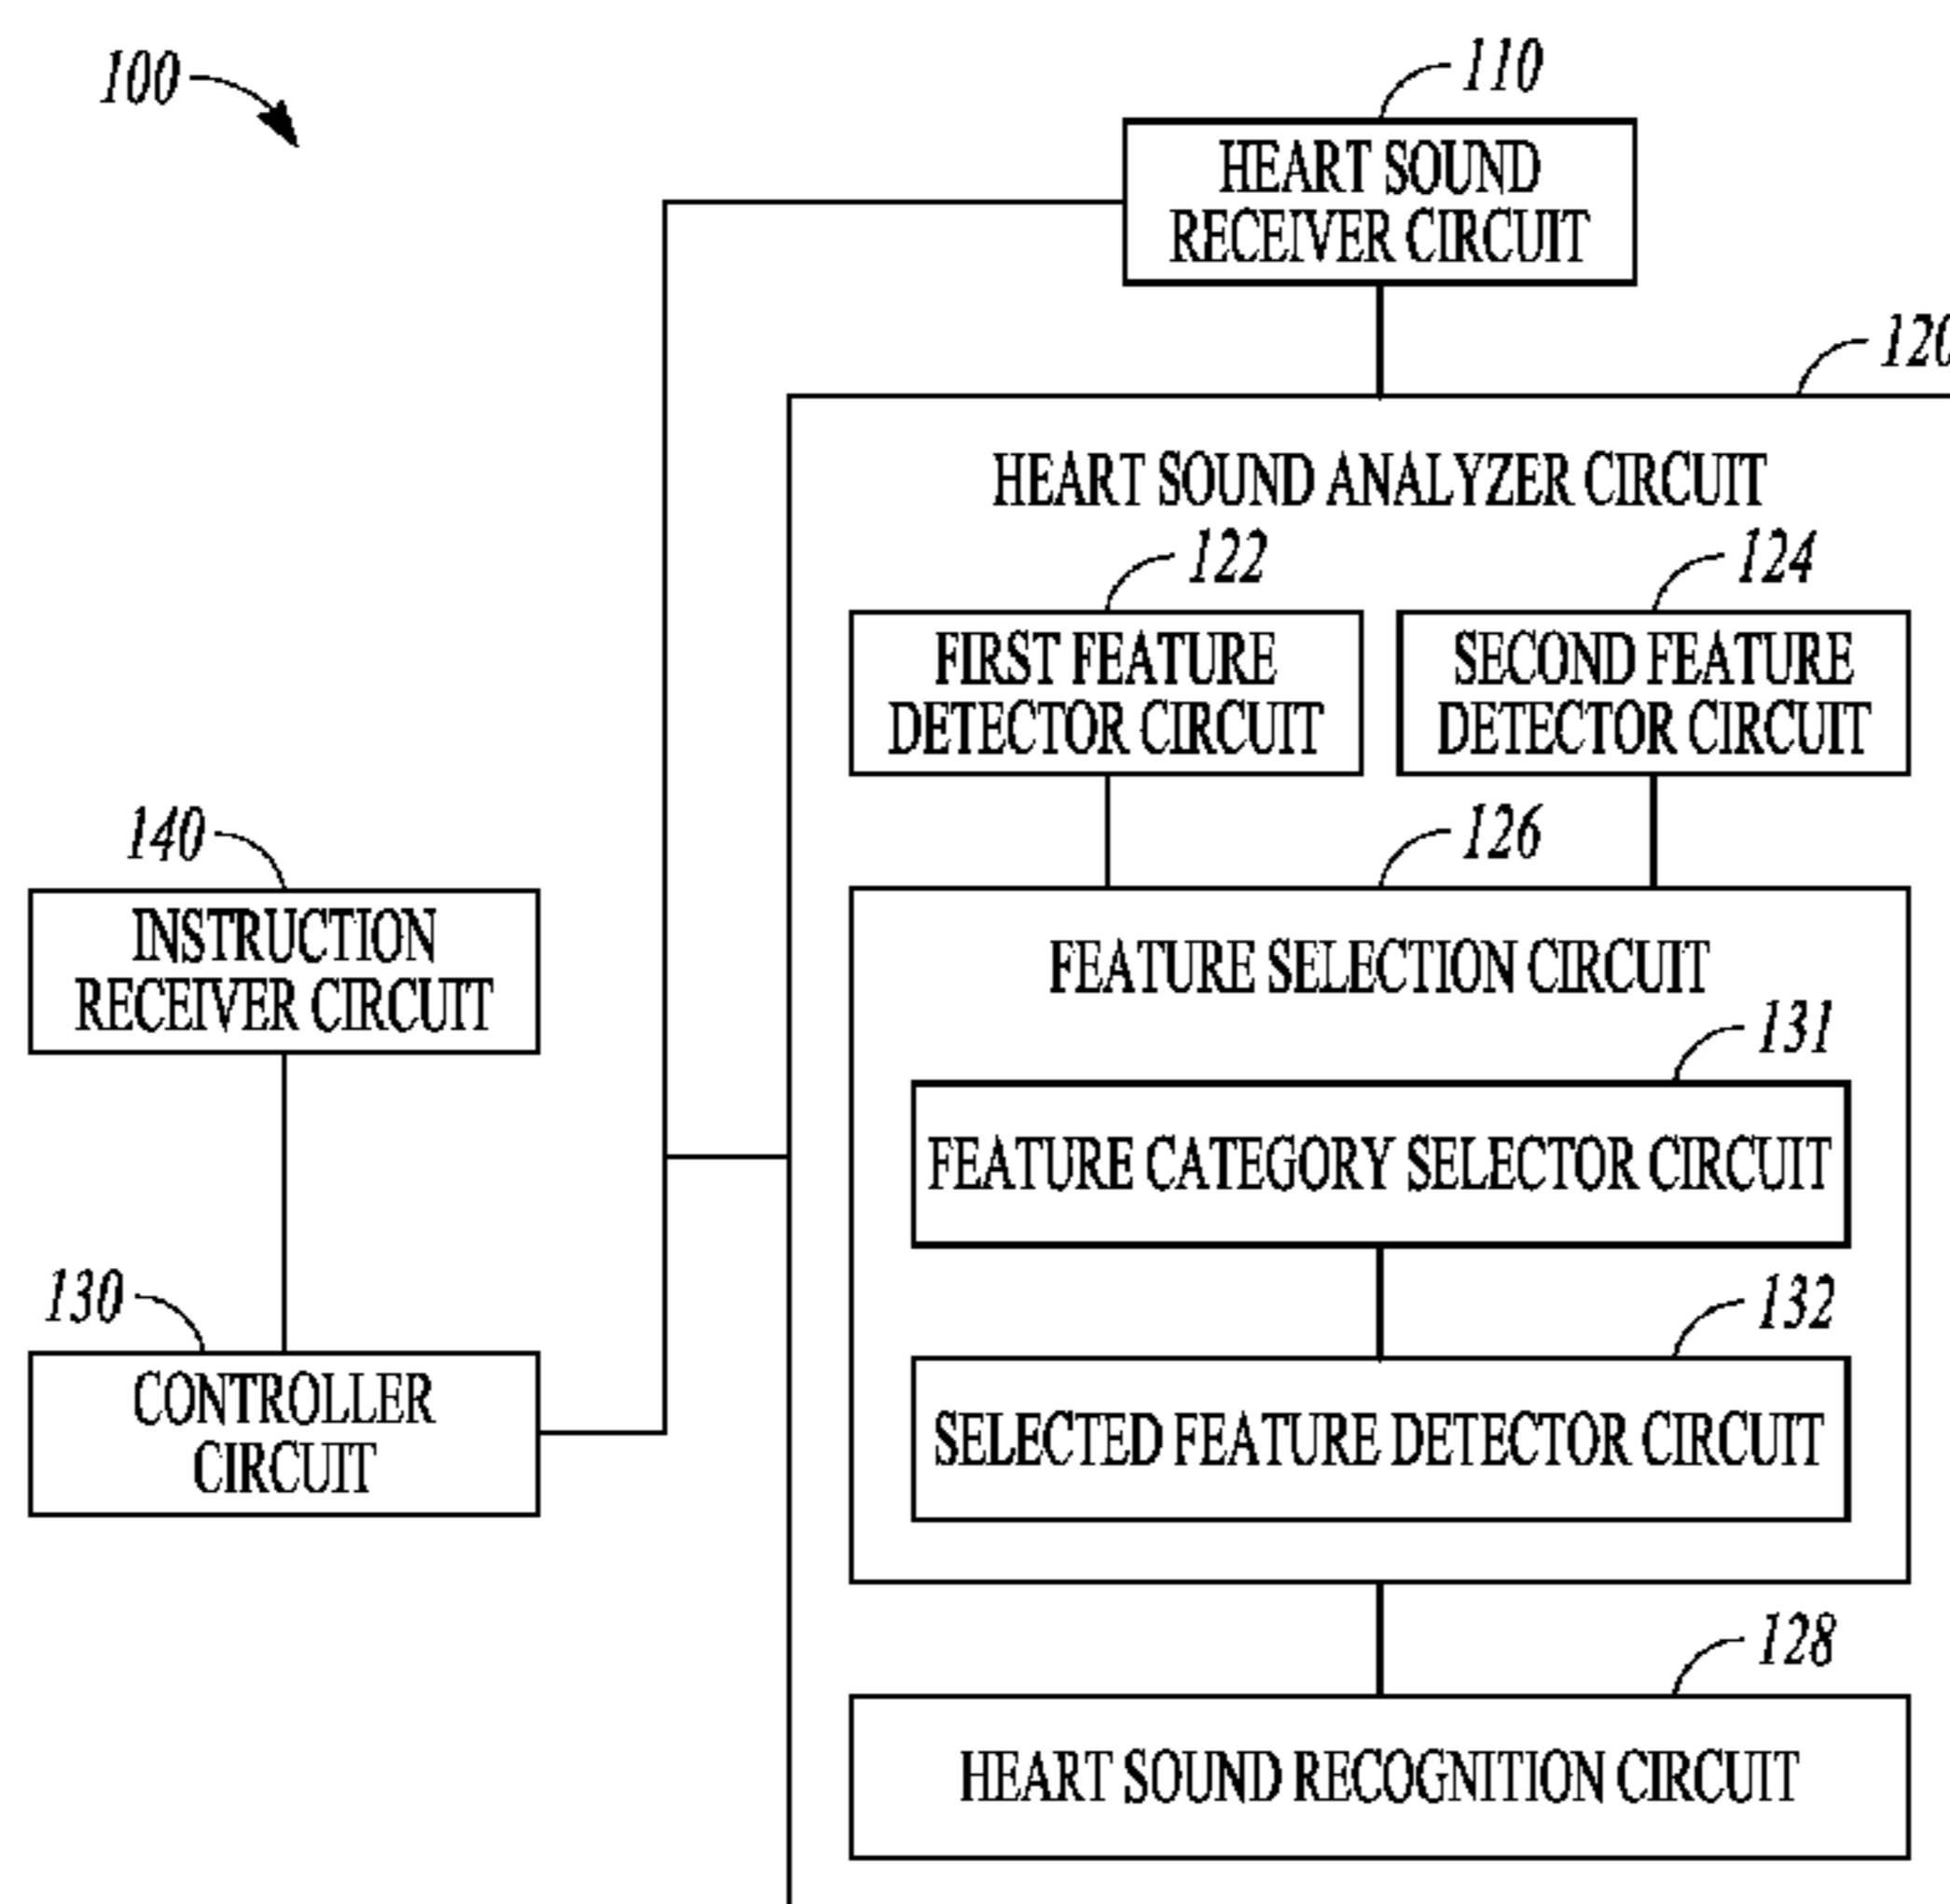 100
110
HEART SOUND
RECEIVER CIRCUIT
120
HEART SOUND ANALYZER CIRCUIT
122
124
FIRST FEATURE
DETECTOR CIRCUIT
SECOND FEATURE
DETECTOR CIRCUIT
140
126
INSTRUCTION
RECEIVER CIRCUIT
FEATURE SELECTION CIRCUIT
131
FEATURE CATEGORY SELECTOR CIRCUIT
130
132
CONTROLLER
CIRCUIT
SELECTED FEATURE DETECTOR CIRCUIT
128
HEART SOUND RECOGNITION CIRCUIT